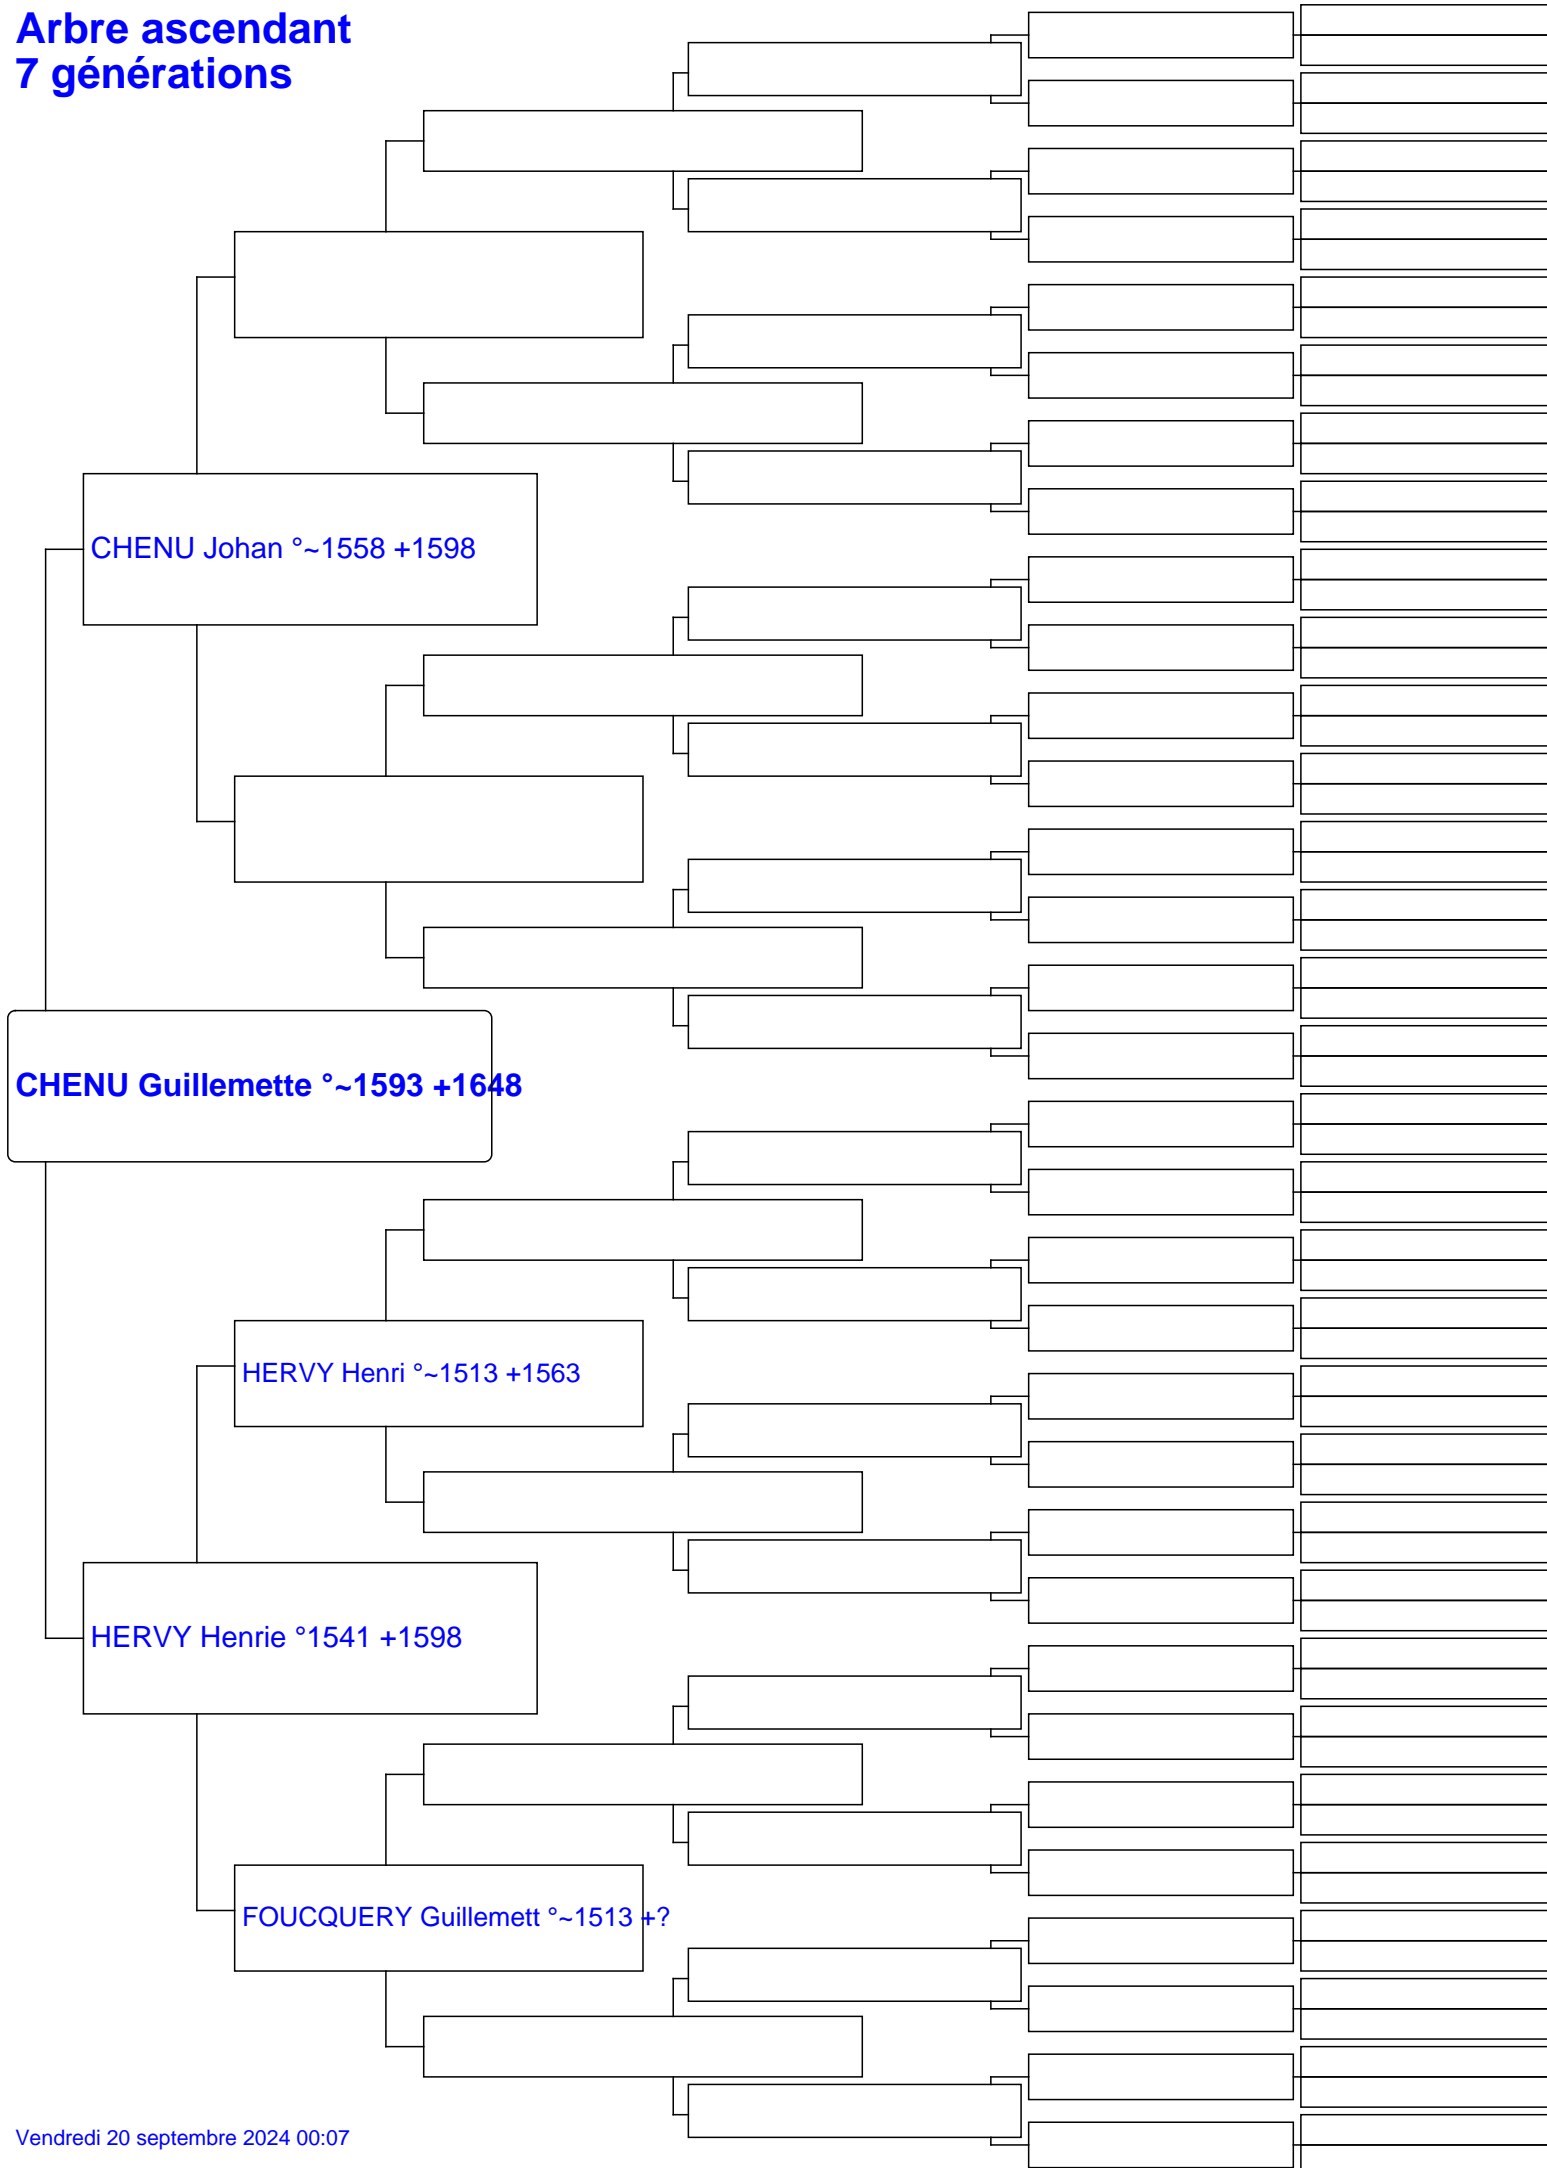 Arbre ascendant
7 générations
CHENU Johan °~1558 +1598
CHENU Guillemette °~1593 +1648
HERVY Henri °~1513 +1563
HERVY Henrie °1541 +1598
FOUCQUERY Guillemett °~1513 +?
Vendredi 20 septembre 2024 00:07